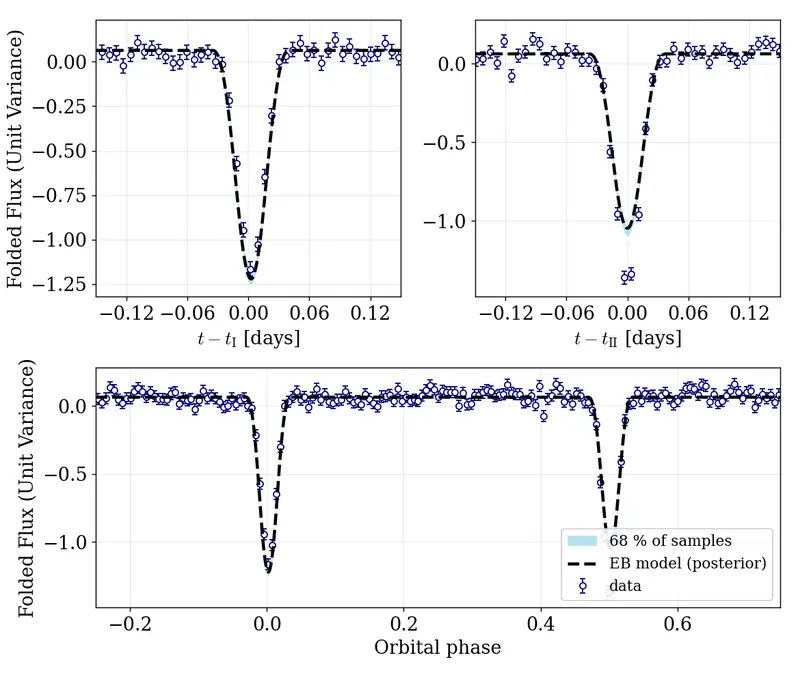 Folded Flux (Unit Variance)
0.00
−0.25
−0.50
−0.75
−1.00
−1.25
−0.12 −0.06 0.00 0.06 0.12
t − tI [days]
0.0
−0.5
−1.0
−0.12 −0.06 0.00 0.06 0.12
t − tII [days]
Folded Flux (Unit Variance)
0.0
−0.5
−1.0
68 % of samples
EB model (posterior)
data
−0.2 0.0 0.2 0.4 0.6
Orbital phase